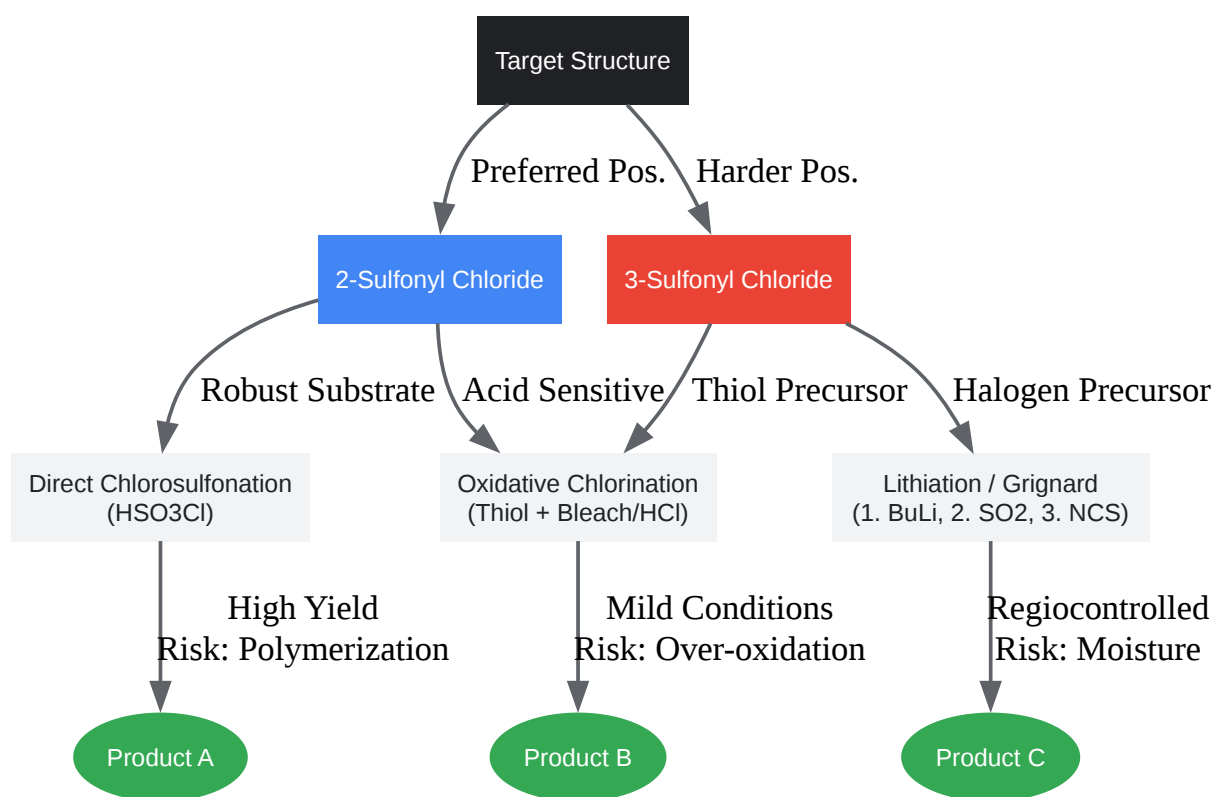 Target Structure
Preferred Pos.
Harder Pos.
2-Sulfonyl Chloride
3-Sulfonyl Chloride
Robust Substrate
Acid Sensitive
Thiol Precursor
Halogen Precursor
Direct Chlorosulfonation
(HSO3Cl)
Oxidative Chlorination
(Thiol + Bleach/HCl)
Lithiation / Grignard
(1. BuLi, 2. SO2, 3. NCS)
High Yield
Risk: Polymerization
Mild Conditions
Risk: Over-oxidation
Regiocontrolled
Risk: Moisture
Product A
Product B
Product C